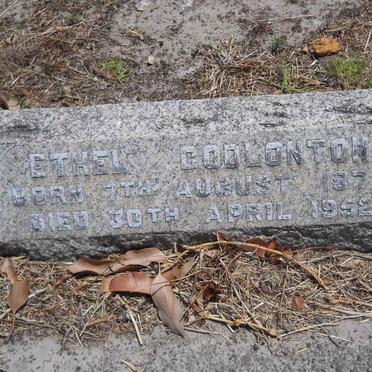 ETHEL GODLONTON
BORN 7TH AUGUST 187
DIED 30TH APRIL 1952